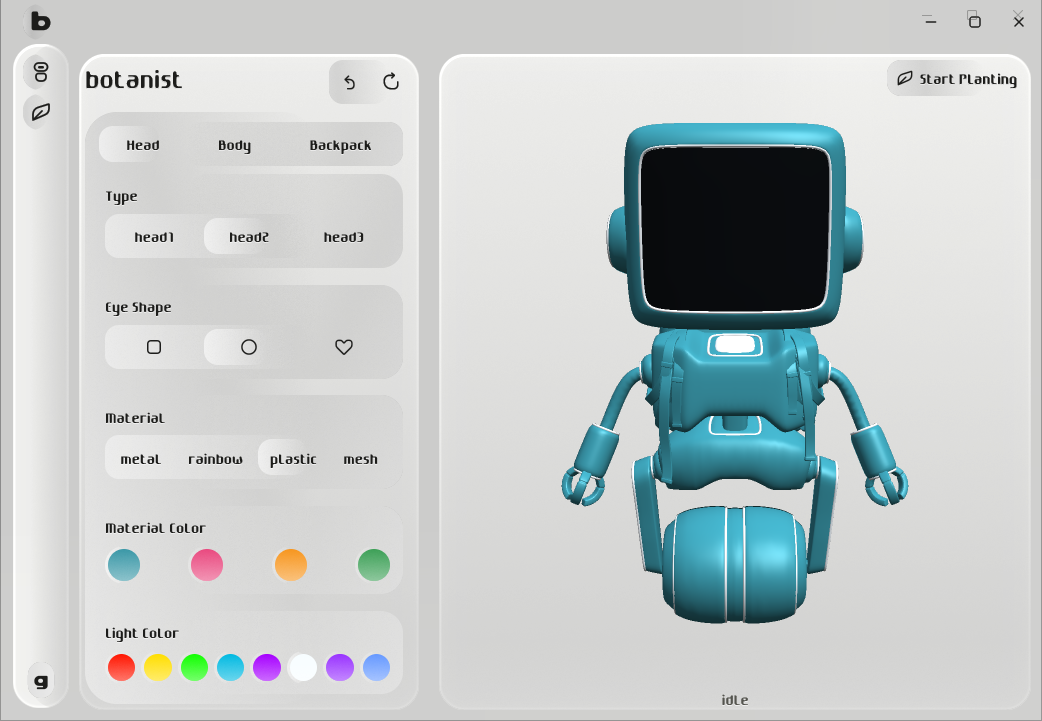 b
botanist
Start Planting
Head Body Backpack
Type
head1 head2 head3
Eye Shape
Material
metal rainbow plastic mesh
Material Color
Light Color
g
idle